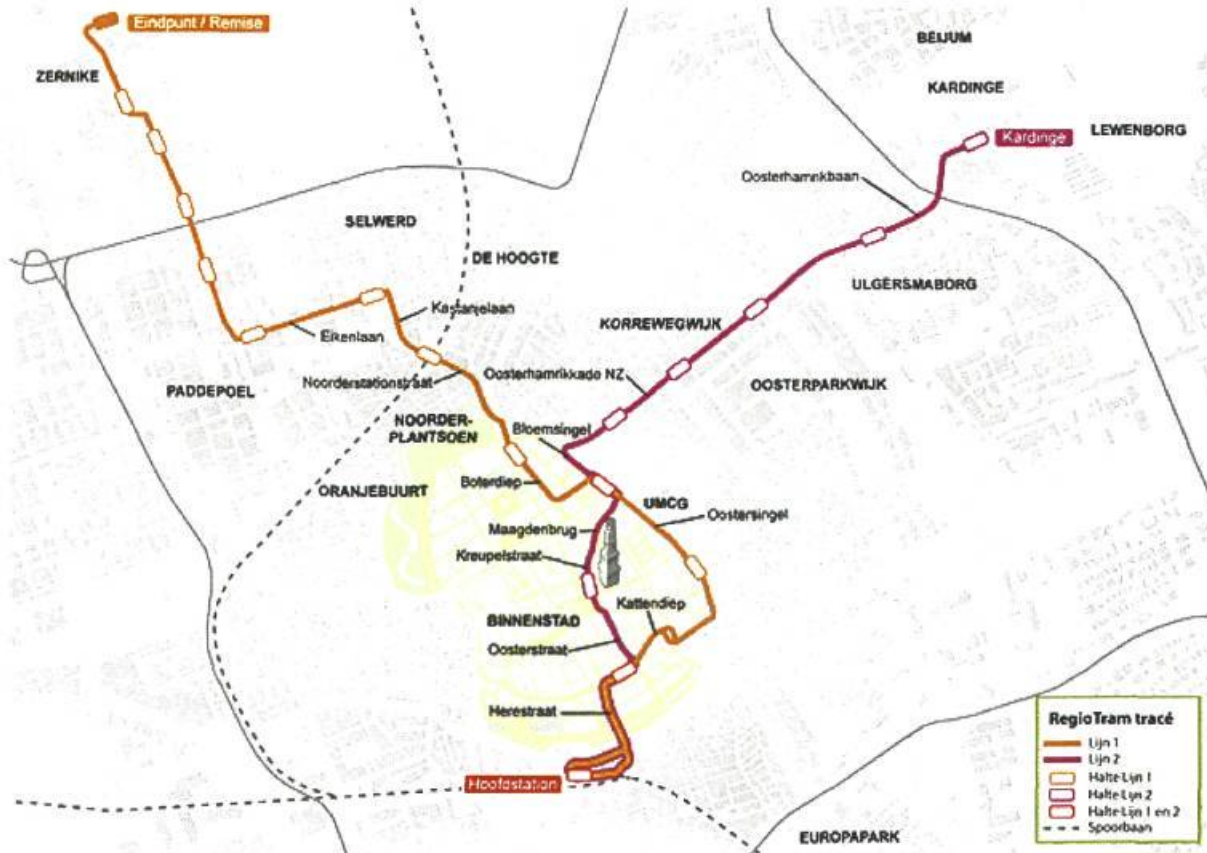 Eindpunt / Remise
ZERNIKE
BEIJUM
KARDINGE
LEWENBORG
Kardinge
Oosterhamrikbaan
SELWERD
DE HOOGTE
ULGERSMABORG
Kastanjelaan
KORREWEGWIJK
Eikenlaan
Noorderstationstraat
Oosterhamrikkade NZ
OOSTERPARKWIJK
PADDEPOEL
NOORDER-
PLANTSOEN
Bloemsingel
ORANJEBUURT
Boterdiep
UMCG
Oostersingel
Maagdenbrug
Kreupelstraat
Kattendiep
BINNENSTAD
Oosterstraat
Herestraat
Hoofdstation
EUROPAPARK
RegioTram tracé
Lijn 1
Lijn 2
Halte Lijn 1
Halte Lijn 2
Halte Lijn 1 en 2
Spoorbaan